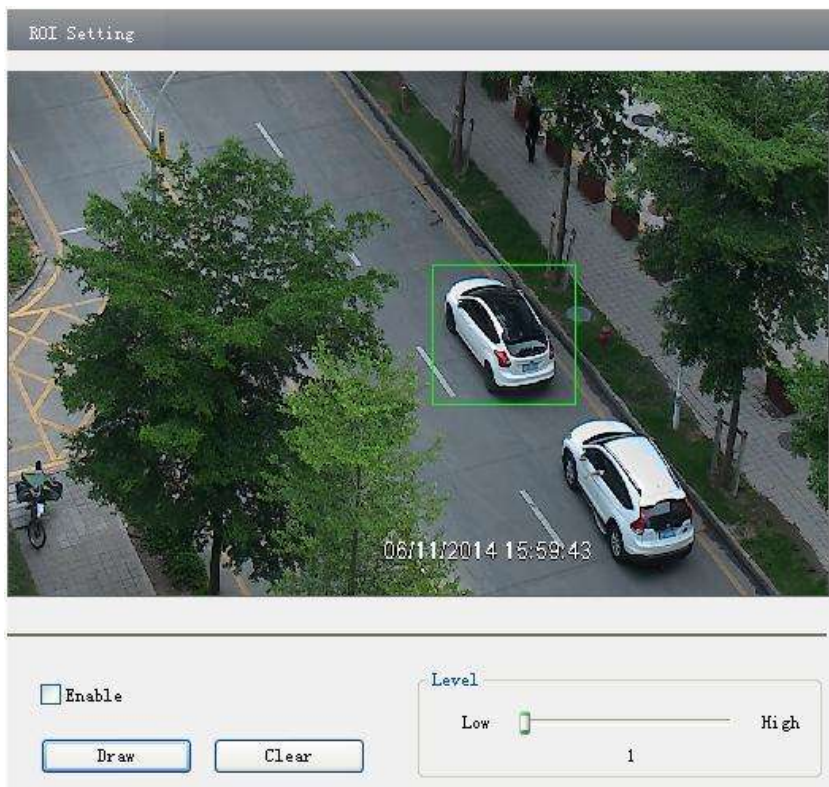 ROI Setting
06/11/2014 15:59:43
Enable
Draw
Clear
Level
Low
High
1